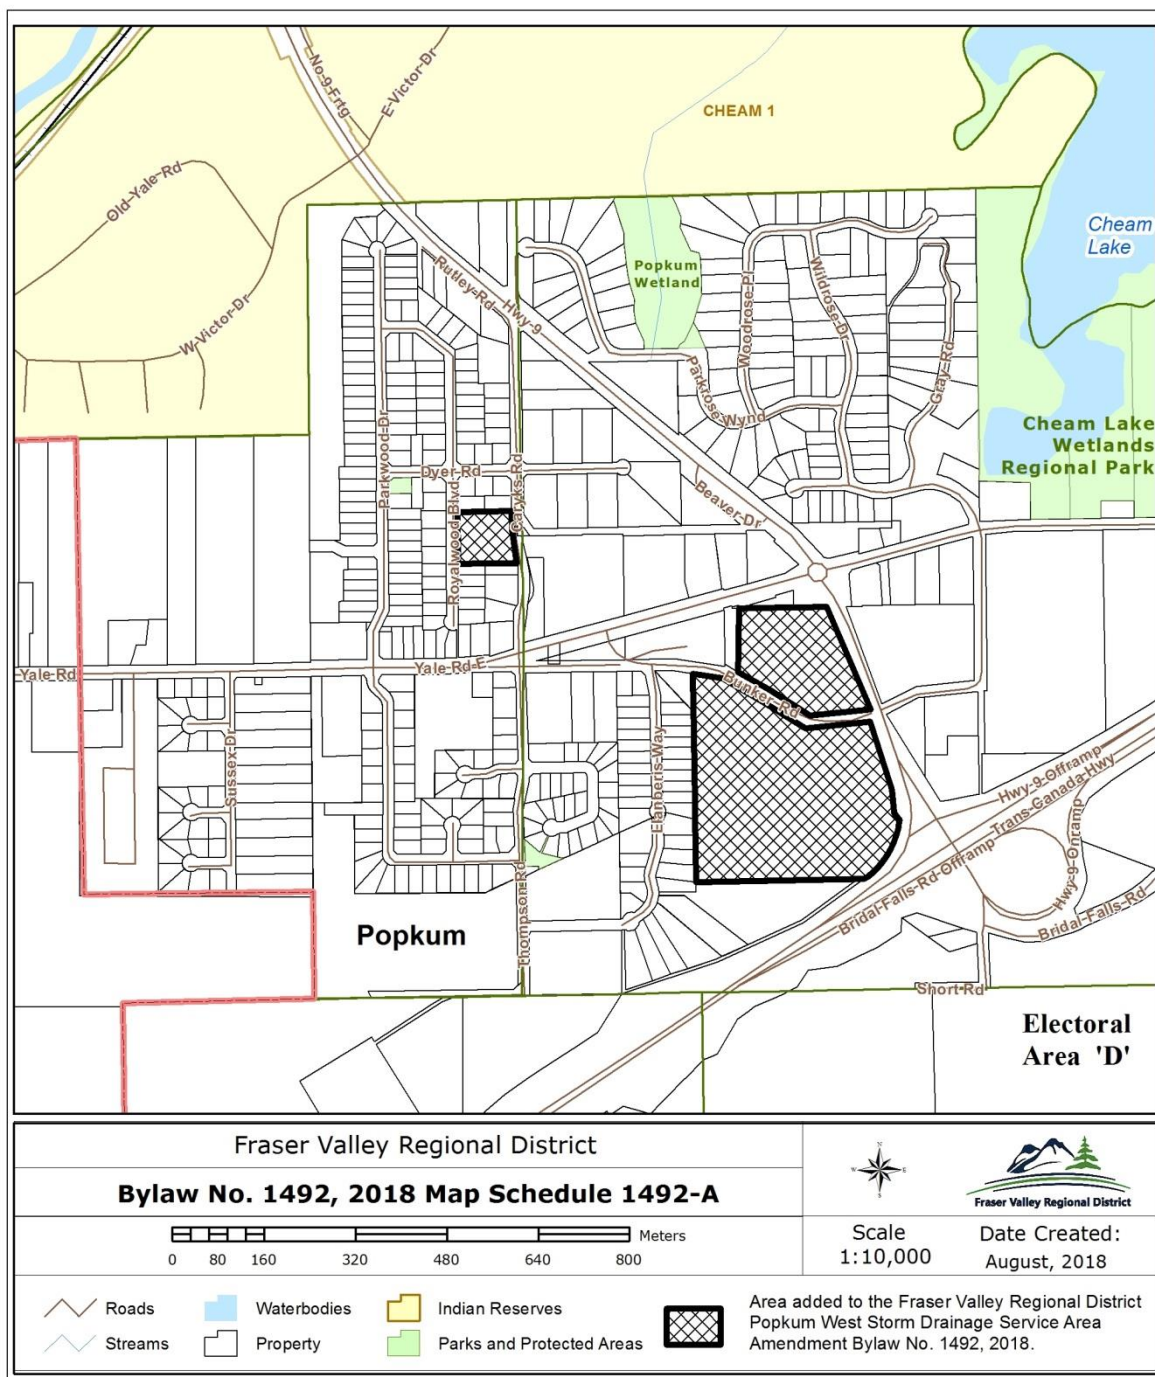 No 9 Frtg
E-Victor-Dr
CHEAM 1
Old-Yale-Rd
Cheam
Lake
Popkum
Wetland
Rutley-Rd
Hwy-9
Woodrose-Pl
Wildrose-Dr
W-Victor-Dr
Gray-Rd
Parkrose-Wynd
Parkwood-Dr
Cheam Lake
Wetlands
Regional Park
Dyer-Rd
Caryks-Rd
Beaver-Dr
Royalwood-Blvd
Yale-Rd
Yale-Rd-E
Bunker-Rd
Sussex-Dr
Llanberis-Way
Hwy-9-Offramp
Trans-Canada-Hwy
Hwy-9-Onramp
Bridal-Falls-Rd-Offramp
Bridal-Falls-Rd
Thompson-Rd
Popkum
Short-Rd
Electoral
Area 'D'
Fraser Valley Regional District
Bylaw No. 1492, 2018 Map Schedule 1492-A
N
W E
S
Fraser Valley Regional District
Meters
0 80 160 320 480 640 800
Scale
1:10,000
Date Created:
August, 2018
Roads
Waterbodies
Indian Reserves
Streams
Property
Parks and Protected Areas
Area added to the Fraser Valley Regional District
Popkum West Storm Drainage Service Area
Amendment Bylaw No. 1492, 2018.